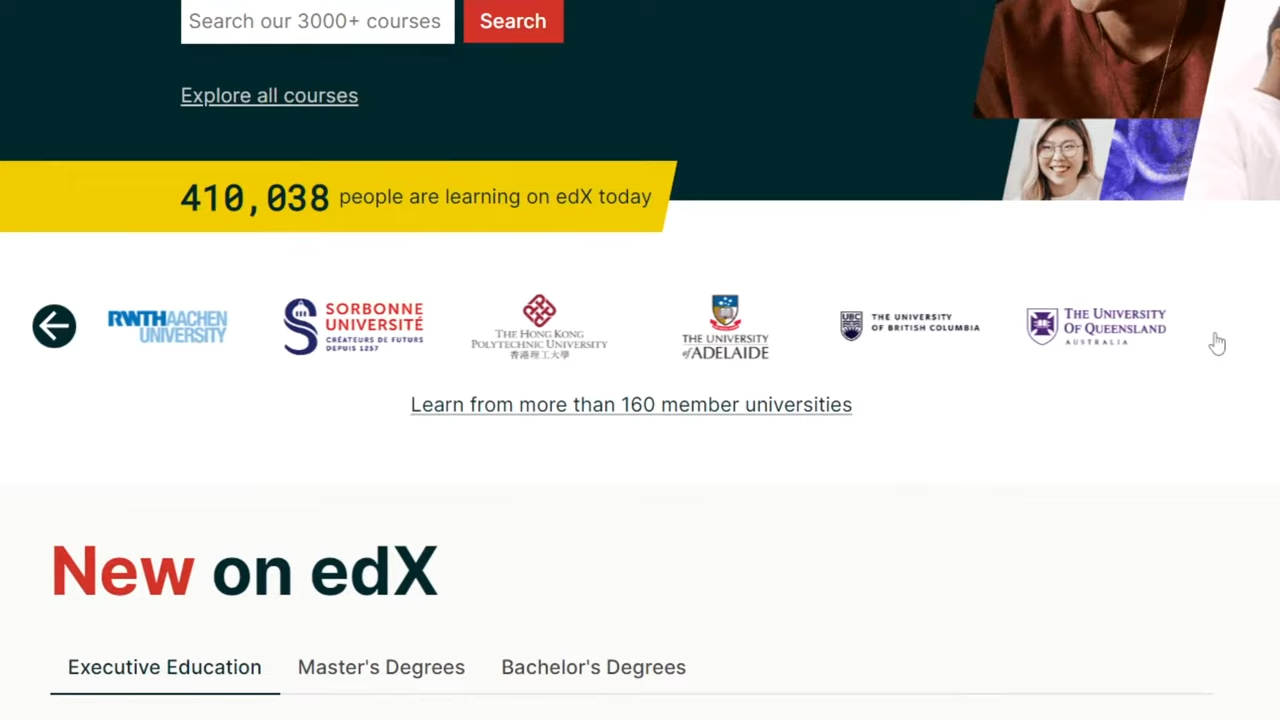 Search our 3000+ courses
Search
Explore all courses
410,038 people are learning on edX today
RWTHAACHEN
UNIVERSITY
SORBONNE
UNIVERSITÉ
CRÉATEURS DE FUTURS
DEPUIS 1257
THE HONG KONG
POLYTECHNIC UNIVERSITY
香港理工大學
THE UNIVERSITY
of ADELAIDE
UBC
THE UNIVERSITY
OF BRITISH COLUMBIA
THE UNIVERSITY
OF QUEENSLAND
AUSTRALIA
Learn from more than 160 member universities
New on edX
Executive Education
Master's Degrees
Bachelor's Degrees